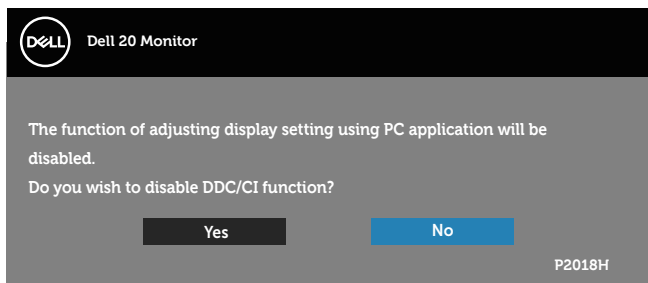 DELL
Dell 20 Monitor
The function of adjusting display setting using PC application will be
disabled.
Do you wish to disable DDC/CI function?
Yes
No
P2018H